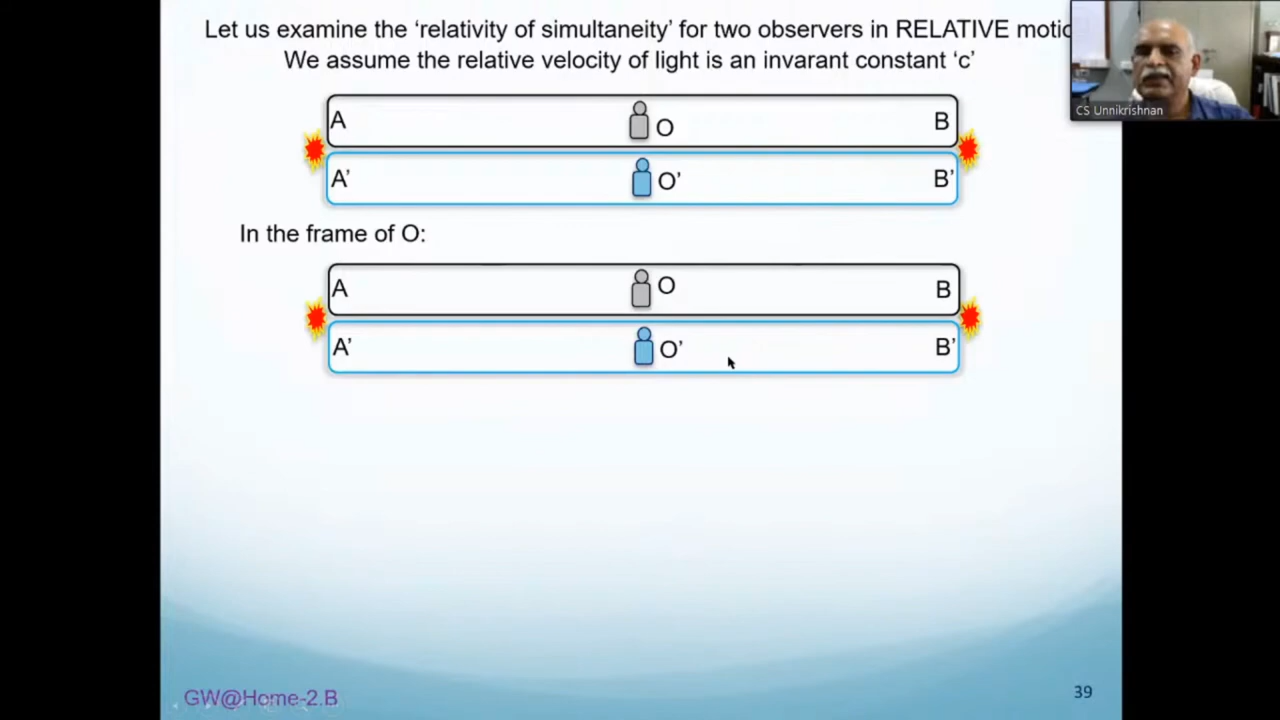 Let us examine the ‘relativity of simultaneity’ for two observers in RELATIVE motio
We assume the relative velocity of light is an invarant constant ‘c’
CS Unnikrishnan
A O B
A’ O’ B’
In the frame of O:
A O B
A’ O’ B’
GW@Home-2.B
39